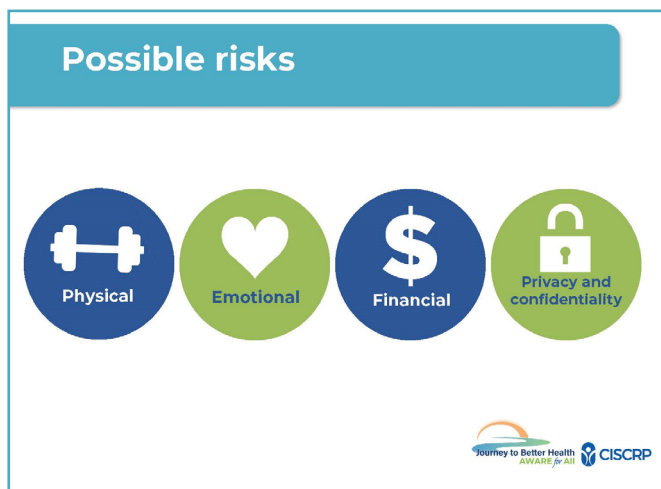 Possible risks
Physical
Emotional
$
Financial
Privacy and
confidentiality
Journey to Better Health
AWARE for All
CISCRP